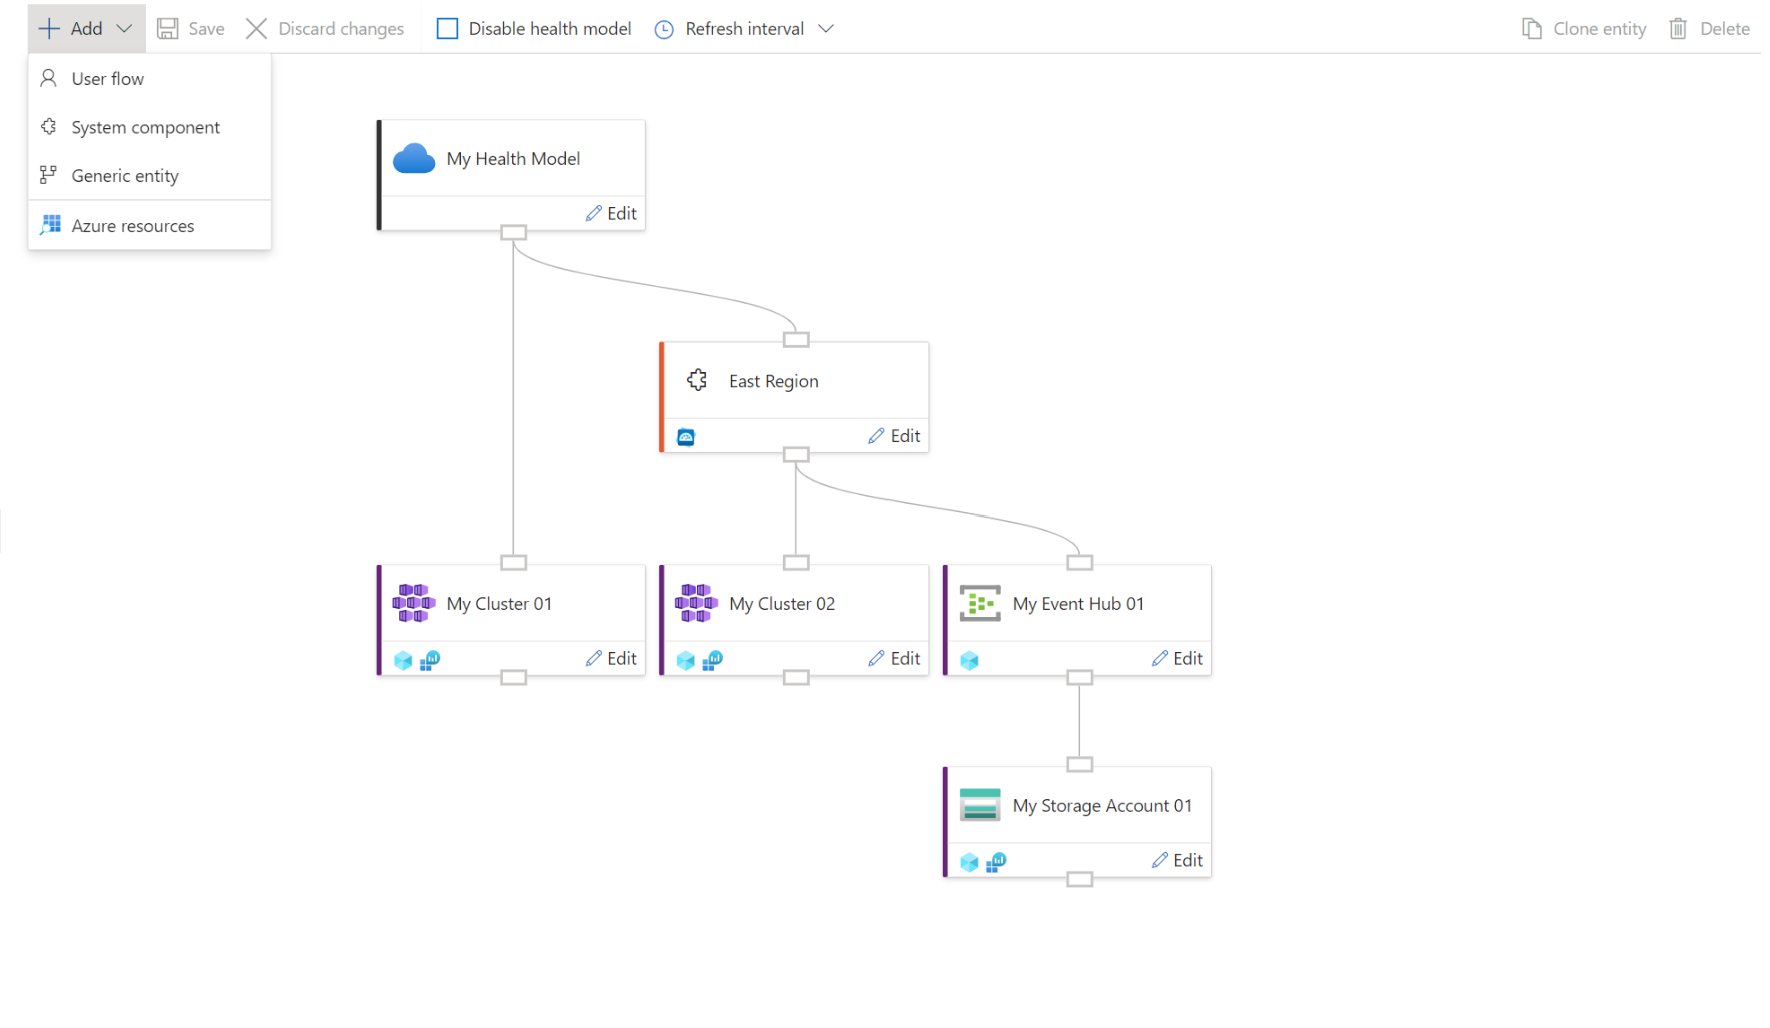 Add
Save
Discard changes
Disable health model
Refresh interval
Clone entity
Delete
User flow
System component
Generic entity
Azure resources
My Health Model
Edit
East Region
Edit
My Cluster 01
Edit
My Cluster 02
Edit
My Event Hub 01
Edit
My Storage Account 01
Edit